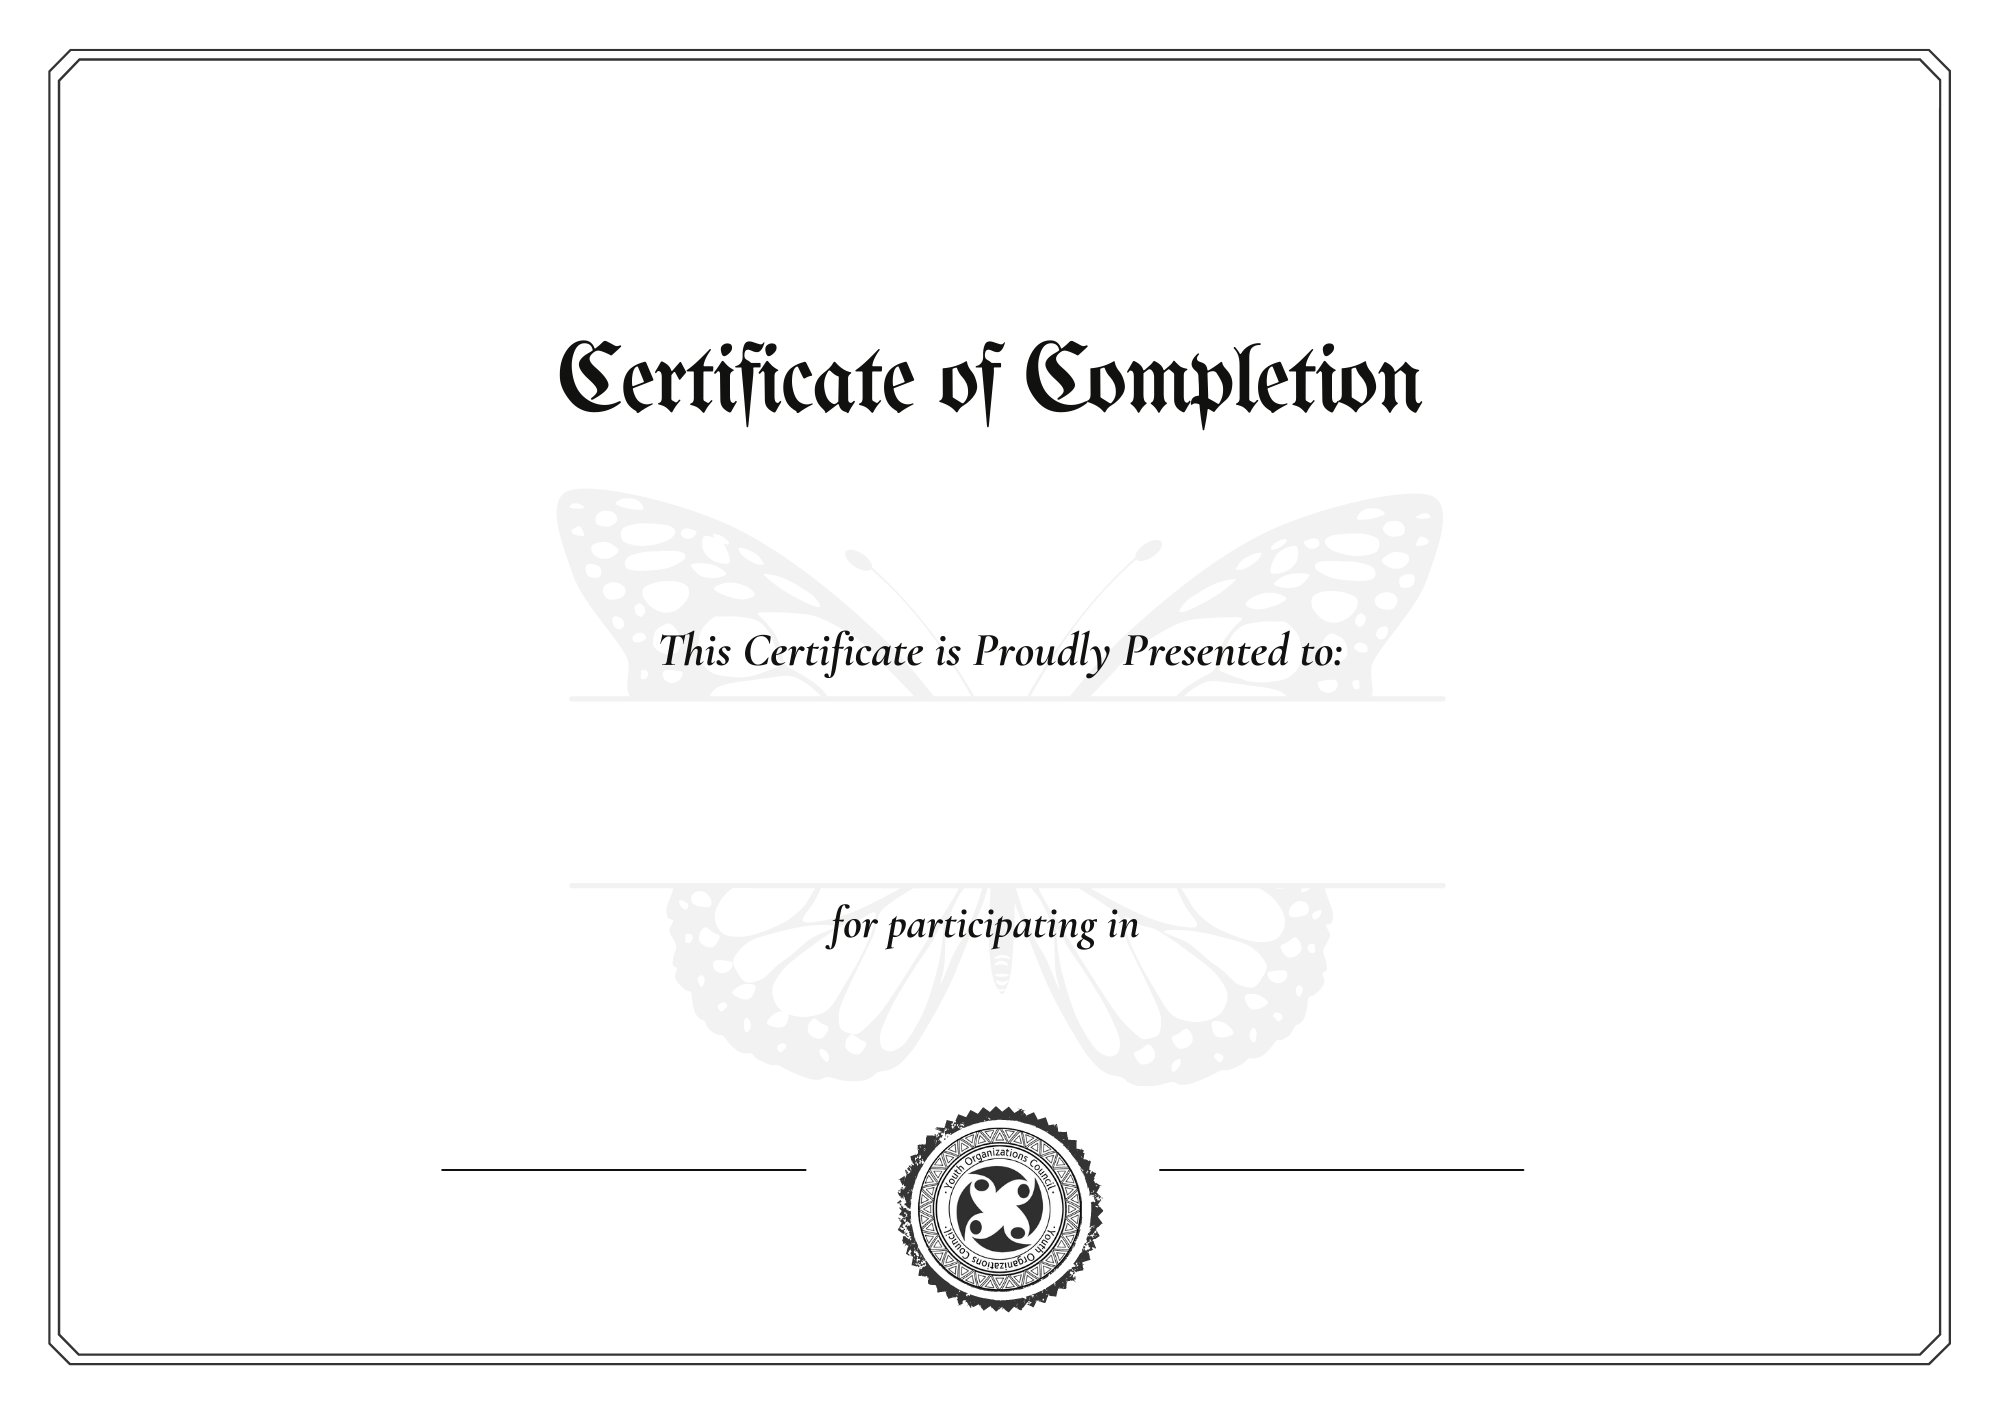 Certificate of Completion
This Certificate is Proudly Presented to:
for participating in
· Youth Organizations Council ·
· Youth Organizations Council ·